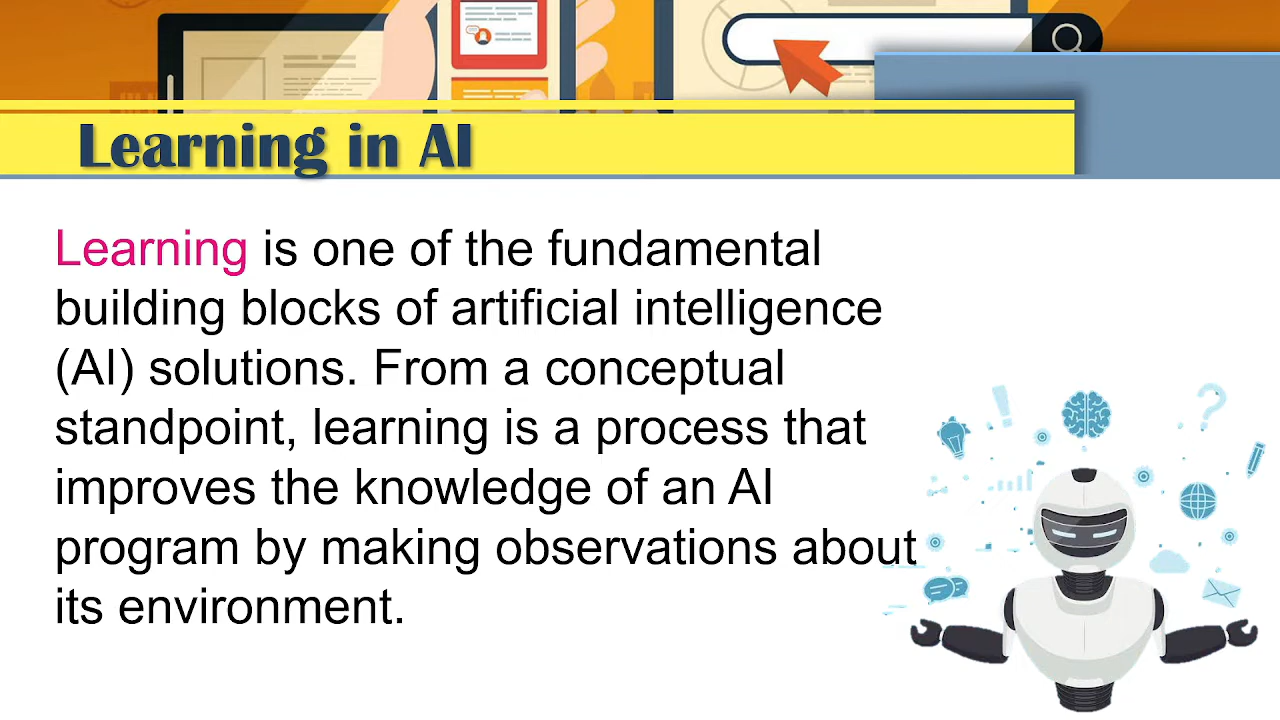 Learning in AI
Learning is one of the fundamental
building blocks of artificial intelligence
(AI) solutions. From a conceptual
standpoint, learning is a process that
improves the knowledge of an AI
program by making observations about
its environment.